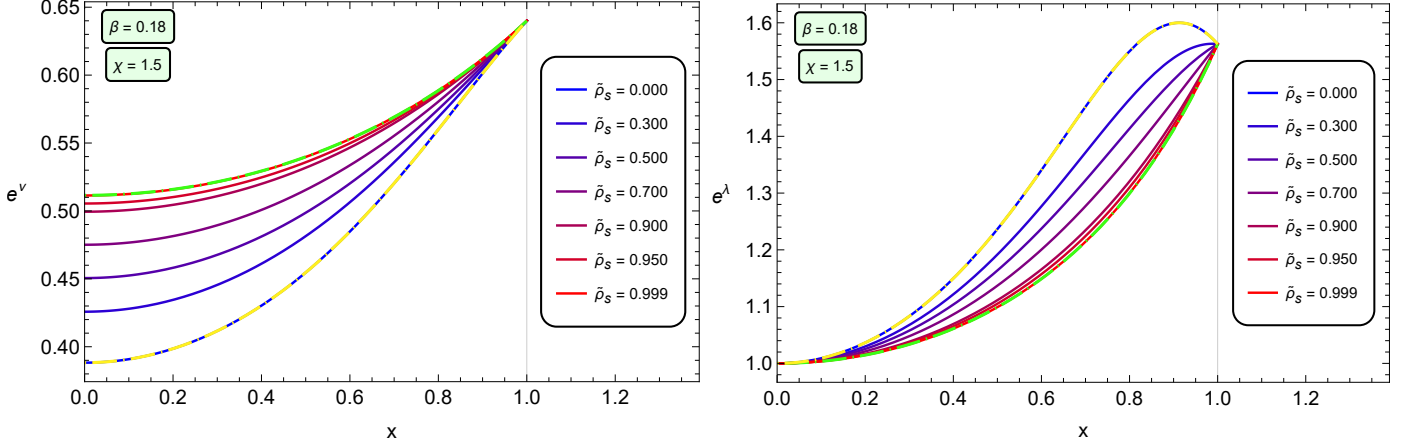 β = 0.18
χ = 1.5
e^ν
0.65
0.60
0.55
0.50
0.45
0.40
0.0 0.2 0.4 0.6 0.8 1.0 1.2
x
ρ̃_s = 0.000
ρ̃_s = 0.300
ρ̃_s = 0.500
ρ̃_s = 0.700
ρ̃_s = 0.900
ρ̃_s = 0.950
ρ̃_s = 0.999
β = 0.18
χ = 1.5
e^λ
1.6
1.5
1.4
1.3
1.2
1.1
1.0
0.0 0.2 0.4 0.6 0.8 1.0 1.2
x
ρ̃_s = 0.000
ρ̃_s = 0.300
ρ̃_s = 0.500
ρ̃_s = 0.700
ρ̃_s = 0.900
ρ̃_s = 0.950
ρ̃_s = 0.999